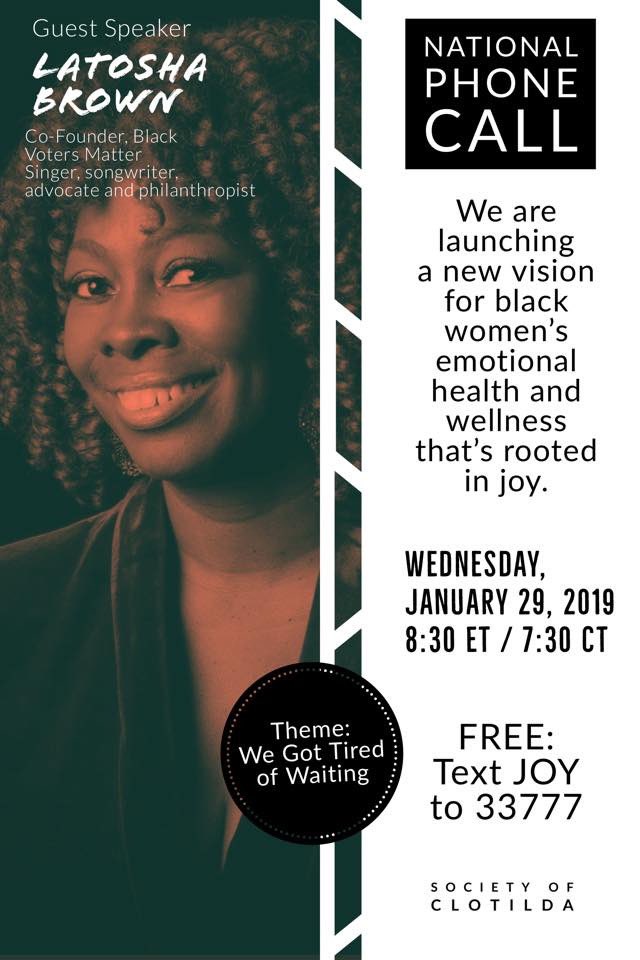 Guest Speaker
LATOSHA
BROWN
Co-Founder, Black
Voters Matter
Singer, songwriter,
advocate and philanthropist
NATIONAL
PHONE
CALL
We are
launching
a new vision
for black
women's
emotional
health and
wellness
that's rooted
in joy.
WEDNESDAY,
JANUARY 29, 2019
8:30 ET / 7:30 CT
Theme:
We Got Tired
of Waiting
FREE:
Text JOY
to 33777
SOCIETY OF
CLOTILDA